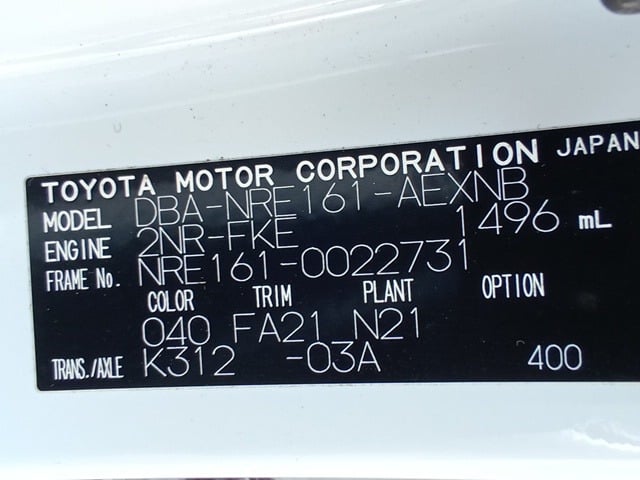 TOYOTA MOTOR CORPORATION JAPAN
MODEL DBA-NRE161-AEXNB
ENGINE 2NR-FKE 1496 mL
FRAME No. NRE161-0022731
COLOR TRIM PLANT OPTION
040 FA21 N21
TRANS./AXLE K312 -03A 400